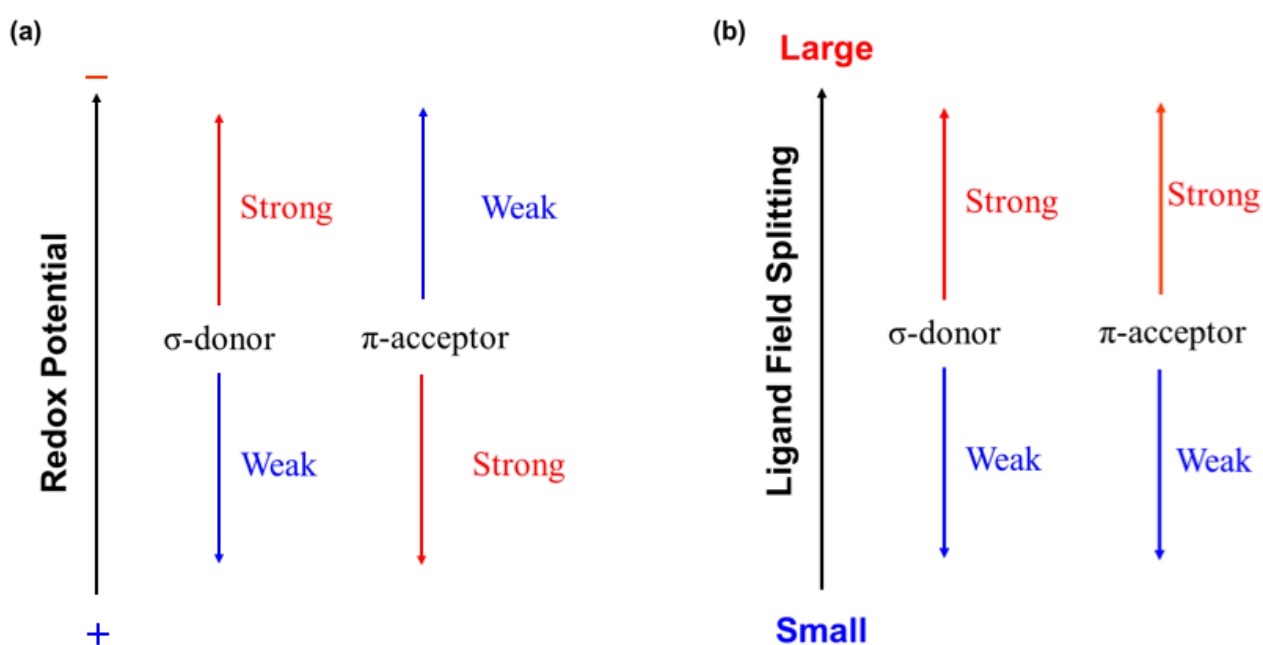 (a)
−
Redox Potential
Strong
Weak
σ-donor
π-acceptor
Weak
Strong
+
(b)
Large
Ligand Field Splitting
Strong
Strong
σ-donor
π-acceptor
Weak
Weak
Small